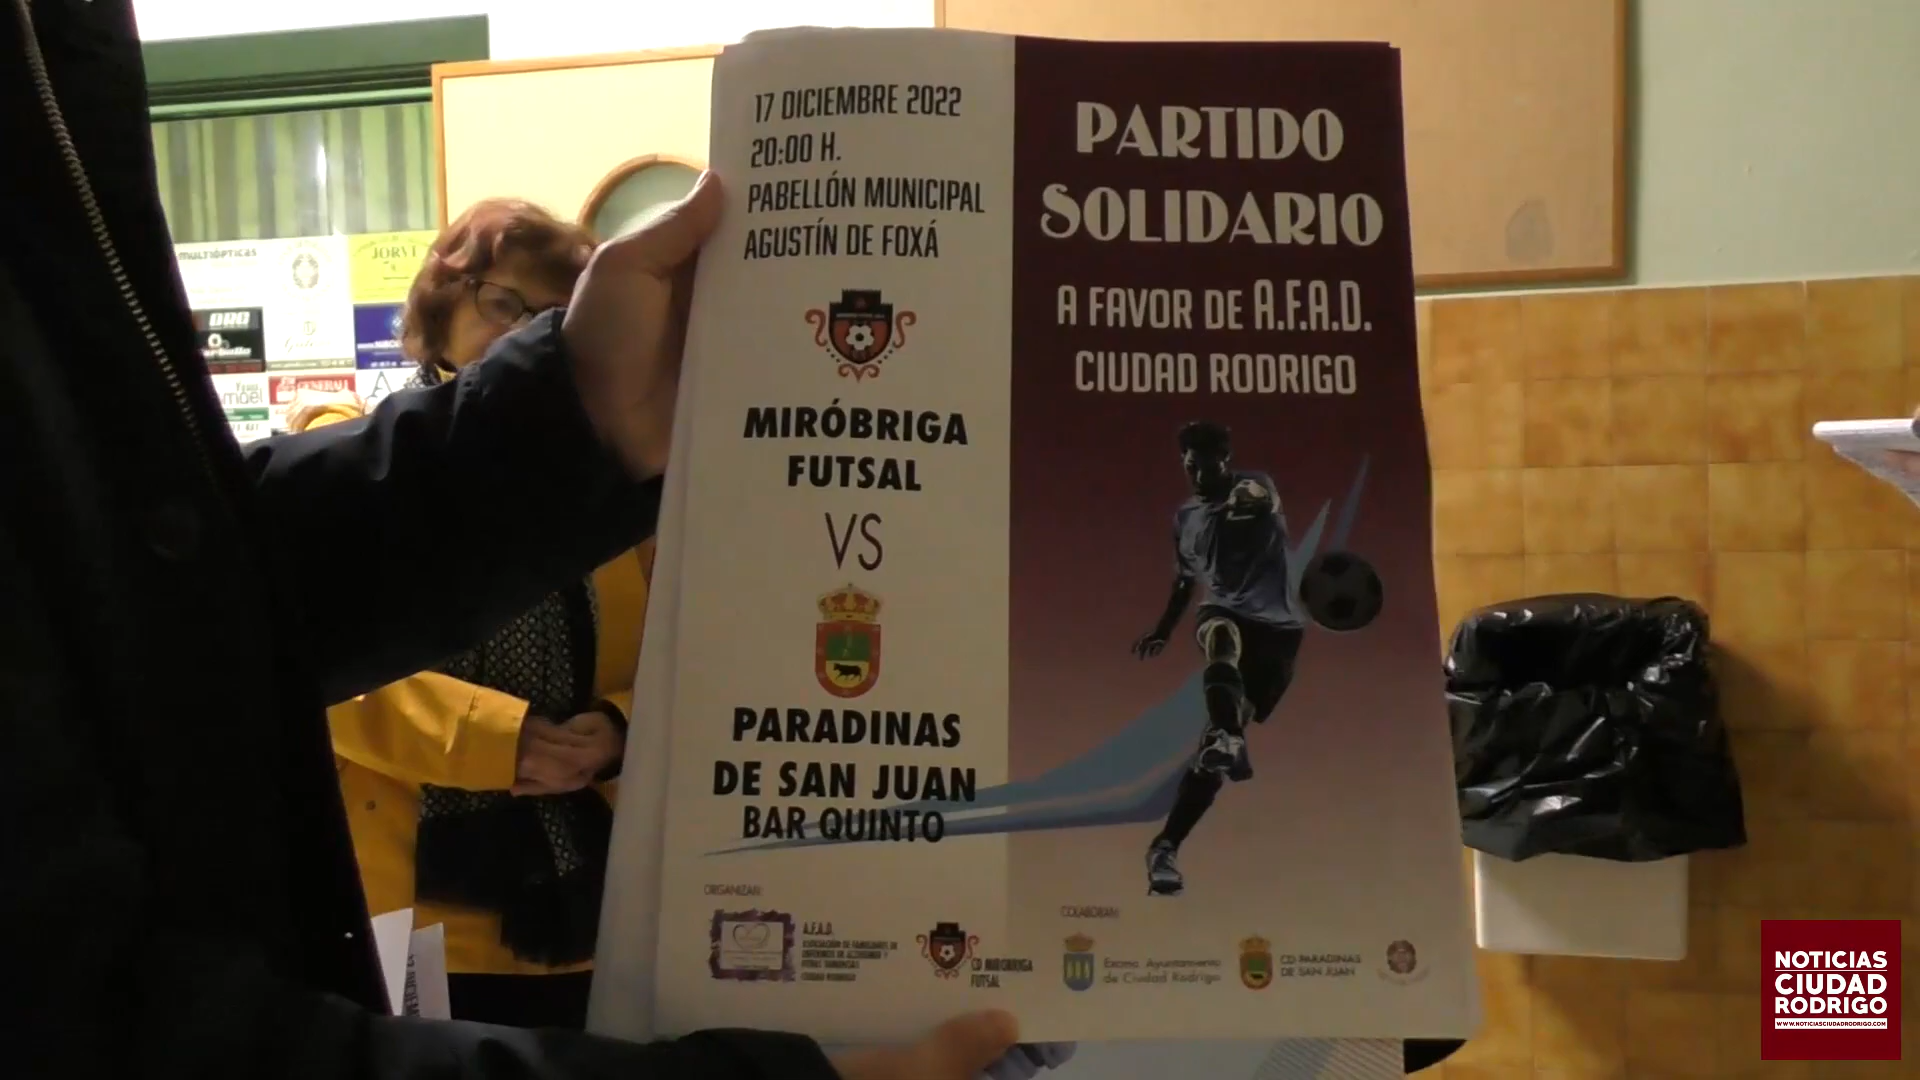 17 DICIEMBRE 2022
20:00 H.
PABELLÓN MUNICIPAL
AGUSTÍN DE FOXÁ
MIRÓBRIGA
FUTSAL
VS
PARADINAS
DE SAN JUAN
BAR QUINTO
PARTIDO
SOLIDARIO
A FAVOR DE A.F.A.D.
CIUDAD RODRIGO
ORGANIZAN:
A.F.A.D.
ASOCIACIÓN DE FAMILIARES DE
ENFERMOS DE ALZHEIMER Y
OTRAS DEMENCIAS
CIUDAD RODRIGO
CD MIRÓBRIGA
FUTSAL
COLABORAN:
Excmo Ayuntamiento
de Ciudad Rodrigo
CD PARADINAS
DE SAN JUAN
MULTIÓPTICAS
JORVI
GENERALI
NOTICIAS
CIUDAD
RODRIGO
WWW.NOTICIASCIUDADRODRIGO.COM